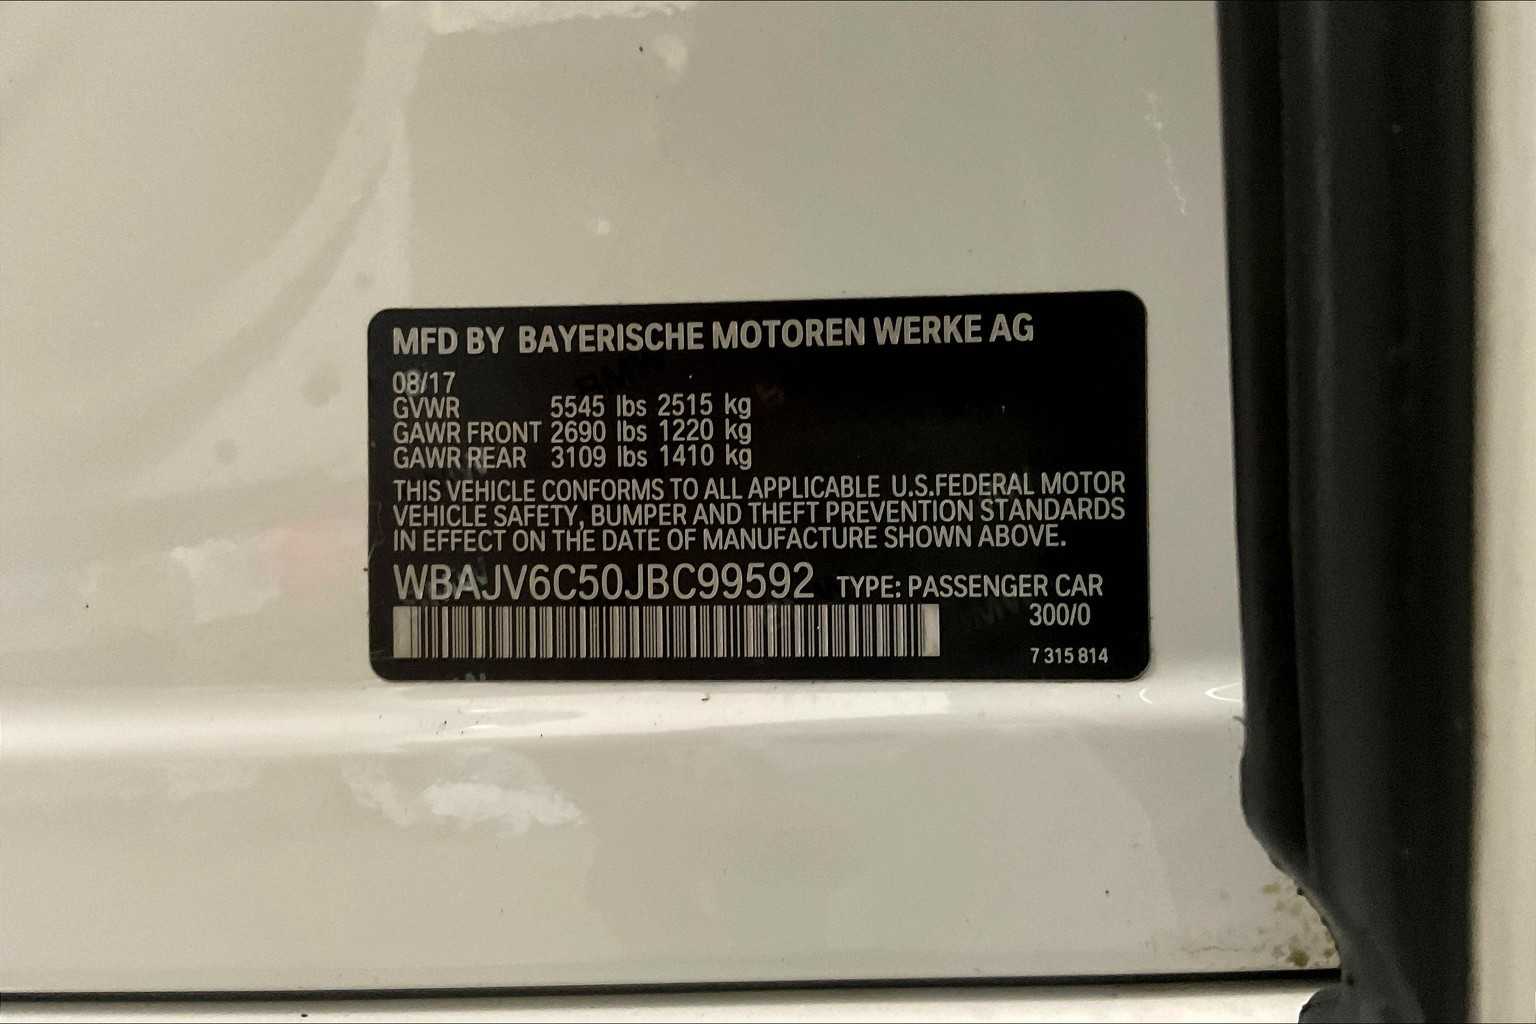 MFD BY BAYERISCHE MOTOREN WERKE AG
08/17
GVWR 5545 lbs 2515 kg
GAWR FRONT 2690 lbs 1220 kg
GAWR REAR 3109 lbs 1410 kg
THIS VEHICLE CONFORMS TO ALL APPLICABLE U.S.FEDERAL MOTOR
VEHICLE SAFETY, BUMPER AND THEFT PREVENTION STANDARDS
IN EFFECT ON THE DATE OF MANUFACTURE SHOWN ABOVE.
WBAJV6C50JBC99592 TYPE: PASSENGER CAR
300/0
7 315 814